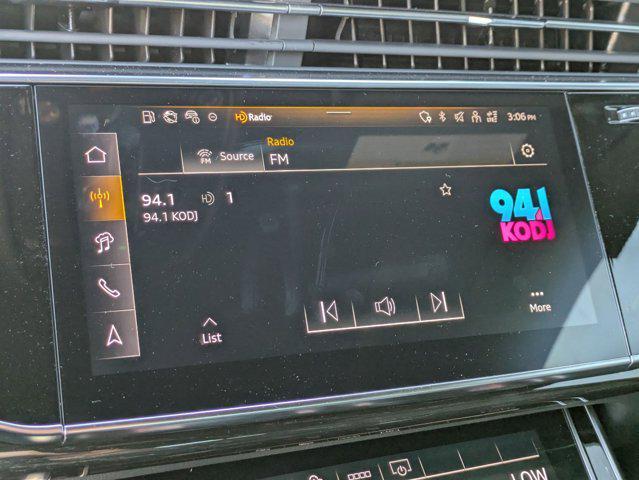 HD Radio 3:06 PM
Radio
FM Source FM
94.1 HD 1
94.1 KODJ
94.1
KODJ
List
More
LOW